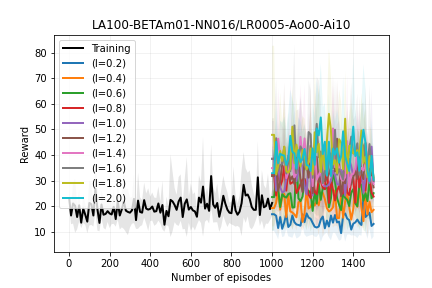 LA100-BETAm01-NN016/LR0005-Ao00-Ai10
Reward
80
70
60
50
40
30
20
10
Training
(l=0.2)
(l=0.4)
(l=0.6)
(l=0.8)
(l=1.0)
(l=1.2)
(l=1.4)
(l=1.6)
(l=1.8)
(l=2.0)
0 200 400 600 800 1000 1200 1400
Number of episodes